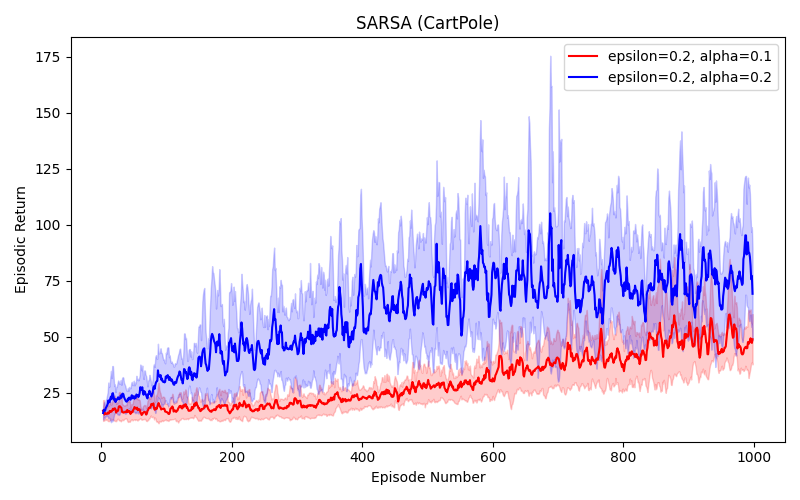 SARSA (CartPole)
epsilon=0.2, alpha=0.1
epsilon=0.2, alpha=0.2
Episodic Return
175
150
125
100
75
50
25
0
200
400
600
800
1000
Episode Number